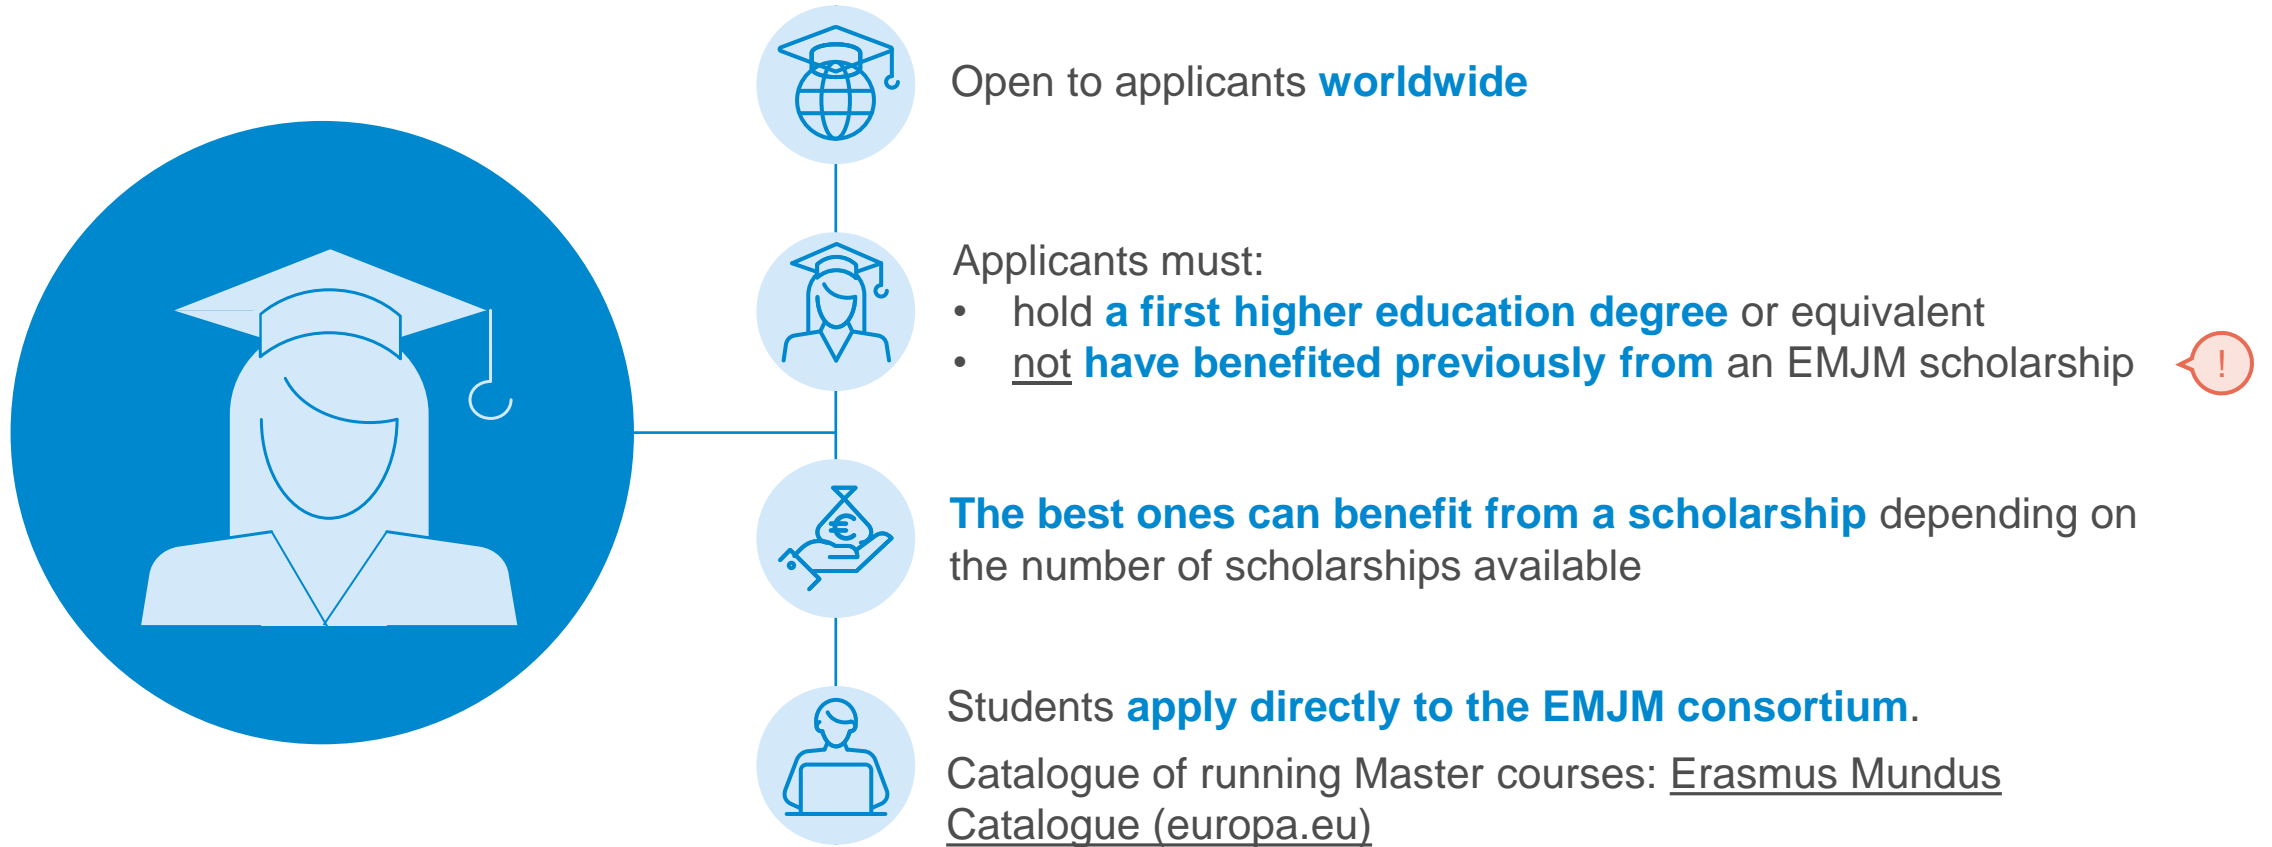 Open to applicants worldwide
Applicants must:
• hold a first higher education degree or equivalent
• not have benefited previously from an EMJM scholarship
!
The best ones can benefit from a scholarship depending on
the number of scholarships available
€
Students apply directly to the EMJM consortium.
Catalogue of running Master courses: Erasmus Mundus
Catalogue (europa.eu)